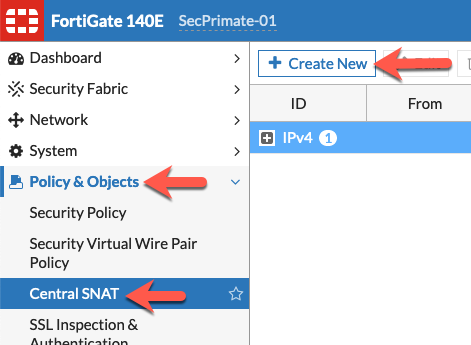 FortiGate 140E SecPrimate-01
Dashboard
Security Fabric
Network
System
Policy & Objects
Security Policy
Security Virtual Wire Pair
Policy
Central SNAT
SSL Inspection &
Authentication
+ Create New
ID From
IPv4 1